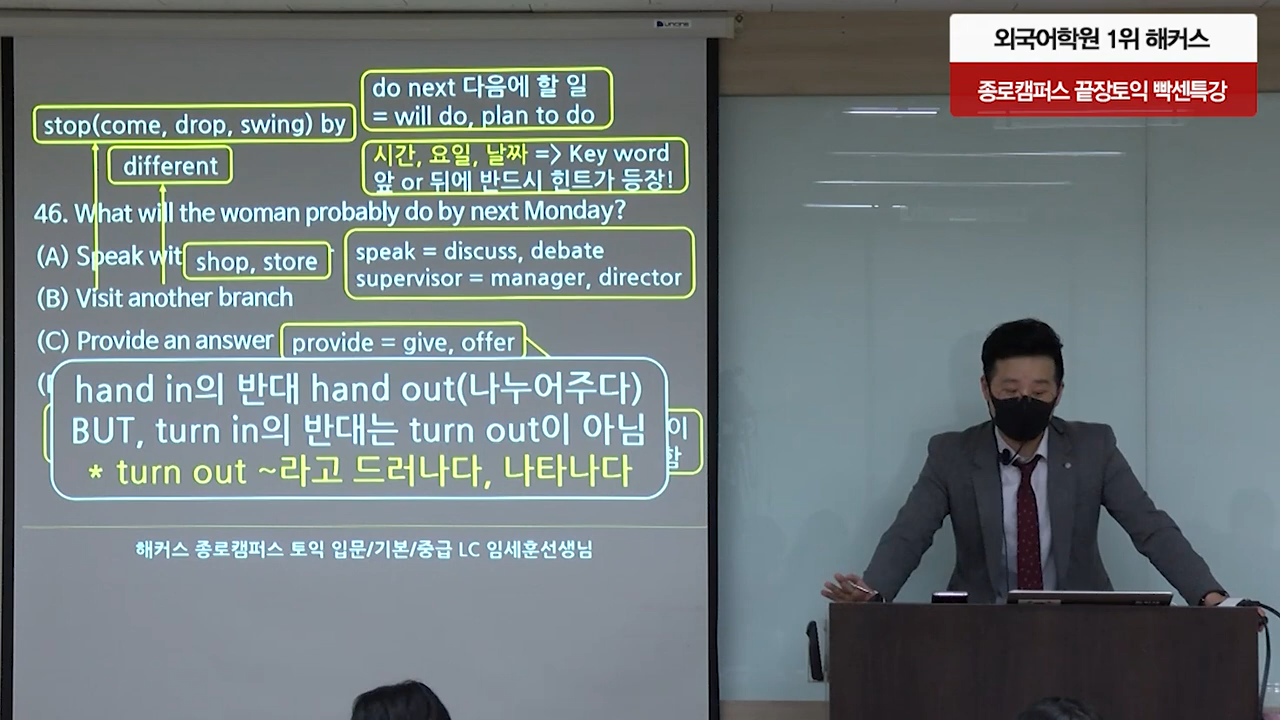 외국어학원 1위 해커스
종로캠퍼스 끝장토익 빡센특강
do next 다음에 할 일
= will do, plan to do
stop(come, drop, swing) by
different
시간, 요일, 날짜 => Key word
앞 or 뒤에 반드시 힌트가 등장!
46. What will the woman probably do by next Monday?
(A) Speak wit
shop, store
speak = discuss, debate
supervisor = manager, director
(B) Visit another branch
(C) Provide an answer
provide = give, offer
hand in의 반대 hand out(나누어주다)
BUT, turn in의 반대는 turn out이 아님
* turn out ~라고 드러나다, 나타나다
해커스 종로캠퍼스 토익 입문/기본/중급 LC 임세훈선생님